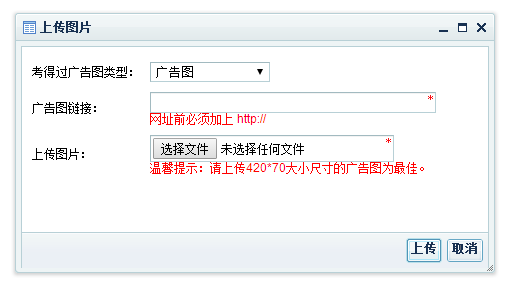 上传图片
考得过广告图类型： 广告图
广告图链接： *
网址前必须加上 http://
上传图片： 选择文件 未选择任何文件 *
温馨提示：请上传420*70大小尺寸的广告图为最佳。
上传 取消